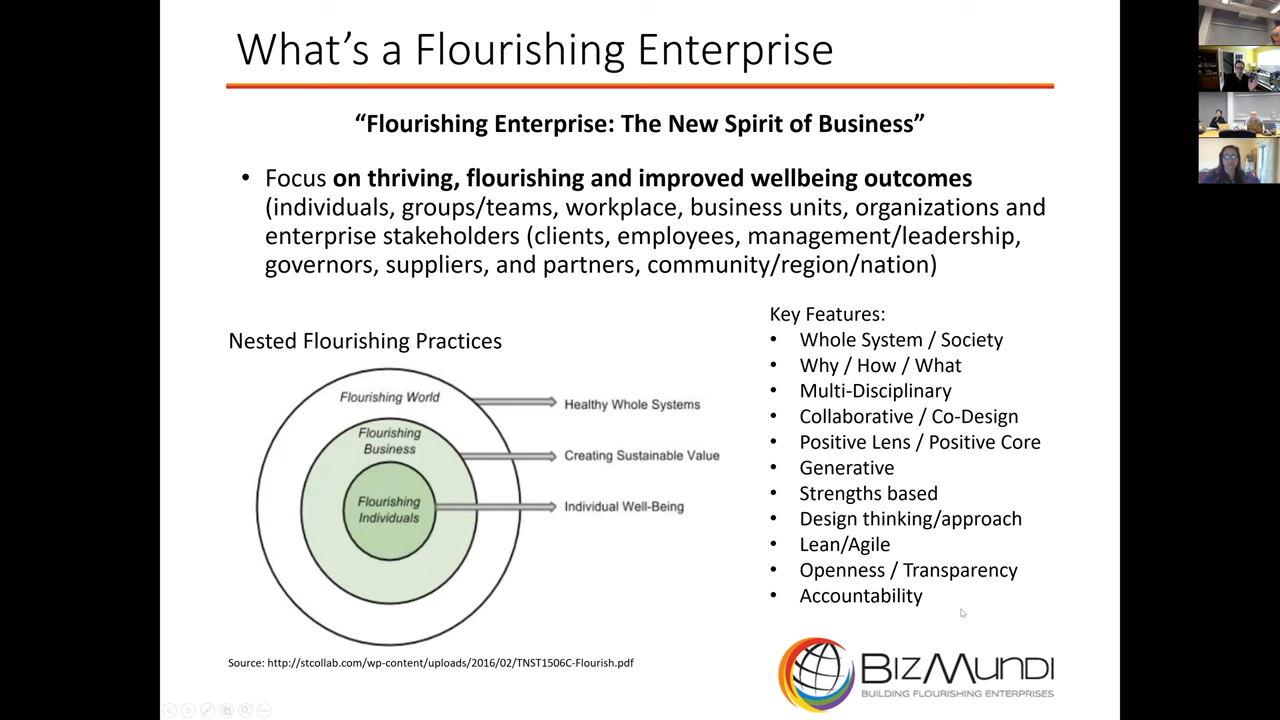 What's a Flourishing Enterprise
“Flourishing Enterprise: The New Spirit of Business”
• Focus on thriving, flourishing and improved wellbeing outcomes
(individuals, groups/teams, workplace, business units, organizations and
enterprise stakeholders (clients, employees, management/leadership,
governors, suppliers, and partners, community/region/nation)
Nested Flourishing Practices
Flourishing World
Healthy Whole Systems
Flourishing
Business
Creating Sustainable Value
Flourishing
Individuals
Individual Well-Being
Key Features:
• Whole System / Society
• Why / How / What
• Multi-Disciplinary
• Collaborative / Co-Design
• Positive Lens / Positive Core
• Generative
• Strengths based
• Design thinking/approach
• Lean/Agile
• Openness / Transparency
• Accountability
Source: http://stcollab.com/wp-content/uploads/2016/02/TNST1506C-Flourish.pdf
BIZMUNDI
BUILDING FLOURISHING ENTERPRISES